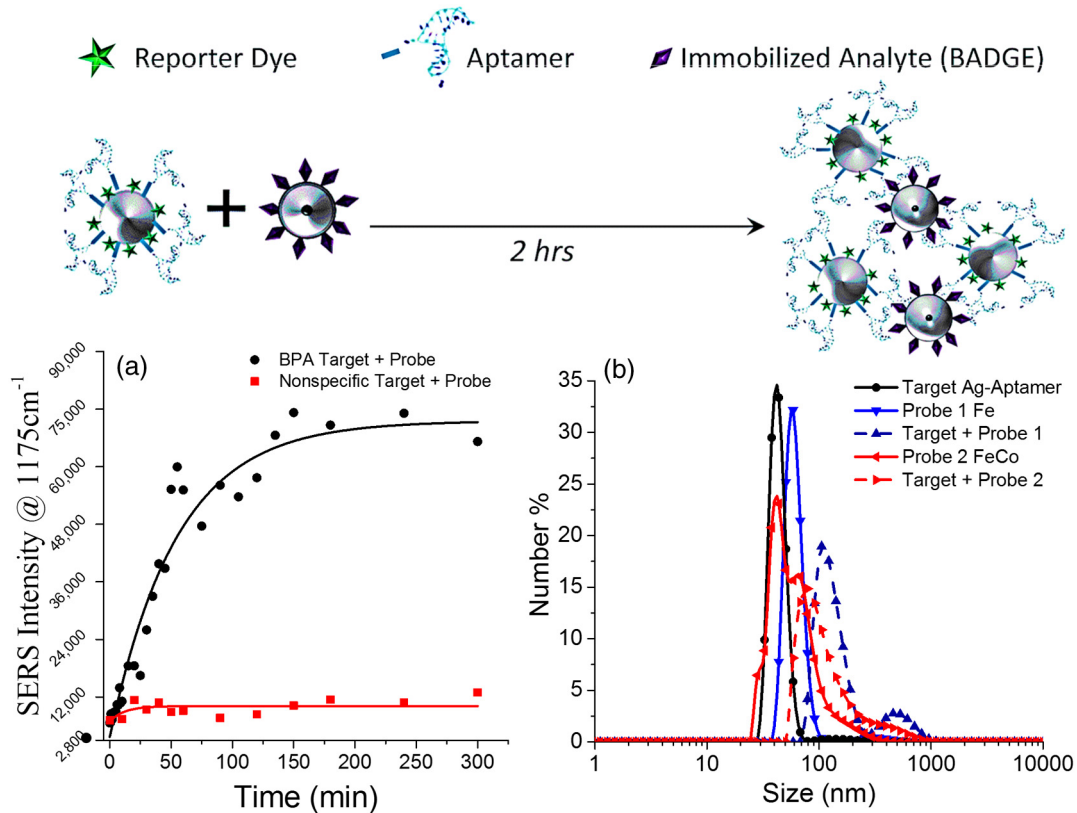 Reporter Dye
Aptamer
Immobilized Analyte (BADGE)
+
2 hrs
(a)
BPA Target + Probe
Nonspecific Target + Probe
SERS Intensity @ 1175cm⁻¹
90,000
75,000
60,000
48,000
36,000
24,000
12,000
2,800
0 50 100 150 200 250 300
Time (min)
(b)
Target Ag-Aptamer
Probe 1 Fe
Target + Probe 1
Probe 2 FeCo
Target + Probe 2
Number %
35
30
25
20
15
10
5
0
1 10 100 1000 10000
Size (nm)